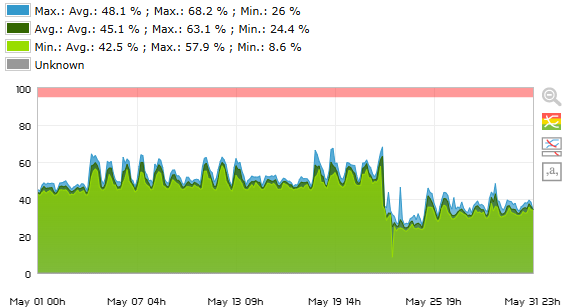 Max.: Avg.: 48.1 % ; Max.: 68.2 % ; Min.: 26 %
Avg.: Avg.: 45.1 % ; Max.: 63.1 % ; Min.: 24.4 %
Min.: Avg.: 42.5 % ; Max.: 57.9 % ; Min.: 8.6 %
Unknown
100
80
60
40
20
0
May 01 00h May 07 04h May 13 09h May 19 14h May 25 19h May 31 23h
,a,